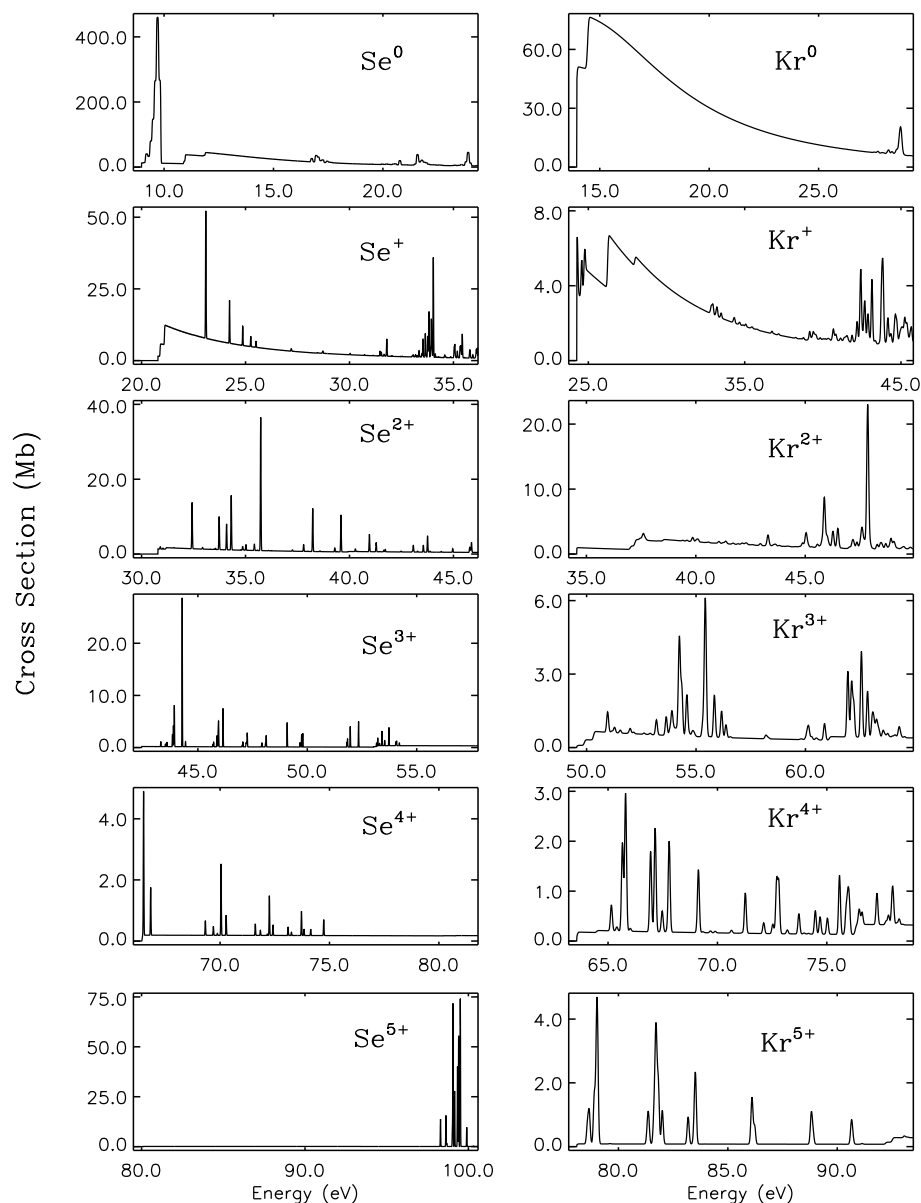 Cross Section (Mb)
Se0
400.0
200.0
0.0
10.0 15.0 20.0
Kr0
60.0
30.0
0.0
15.0 20.0 25.0
Se+
50.0
25.0
0.0
20.0 25.0 30.0 35.0
Kr+
8.0
4.0
0.0
25.0 35.0 45.0
Se2+
40.0
20.0
0.0
30.0 35.0 40.0 45.0
Kr2+
20.0
10.0
0.0
35.0 40.0 45.0
Se3+
20.0
10.0
0.0
45.0 50.0 55.0
Kr3+
6.0
3.0
0.0
50.0 55.0 60.0
Se4+
4.0
2.0
0.0
70.0 75.0 80.0
Kr4+
3.0
2.0
1.0
0.0
65.0 70.0 75.0
Se5+
75.0
50.0
25.0
0.0
80.0 90.0 100.0
Energy (eV)
Kr5+
4.0
2.0
0.0
80.0 85.0 90.0
Energy (eV)